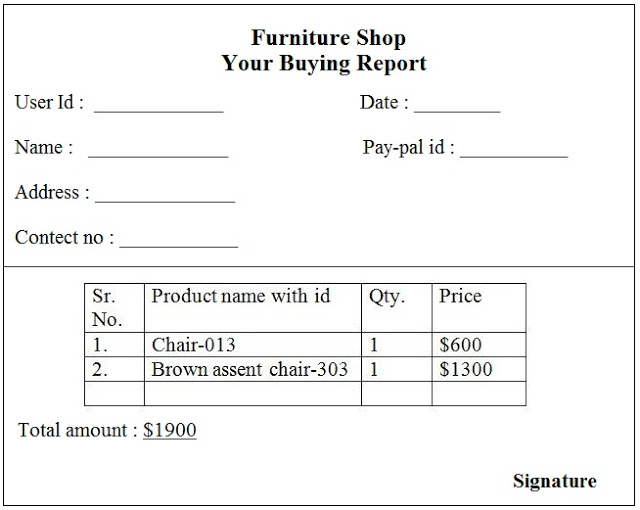 Furniture Shop
Your Buying Report
User Id : _____________ Date : _________
Name : ______________ Pay-pal id : ___________
Address : ______________
Contect no : ____________
Sr. No. Product name with id Qty. Price
1. Chair-013 1 $600
2. Brown assent chair-303 1 $1300
Total amount : $1900
Signature